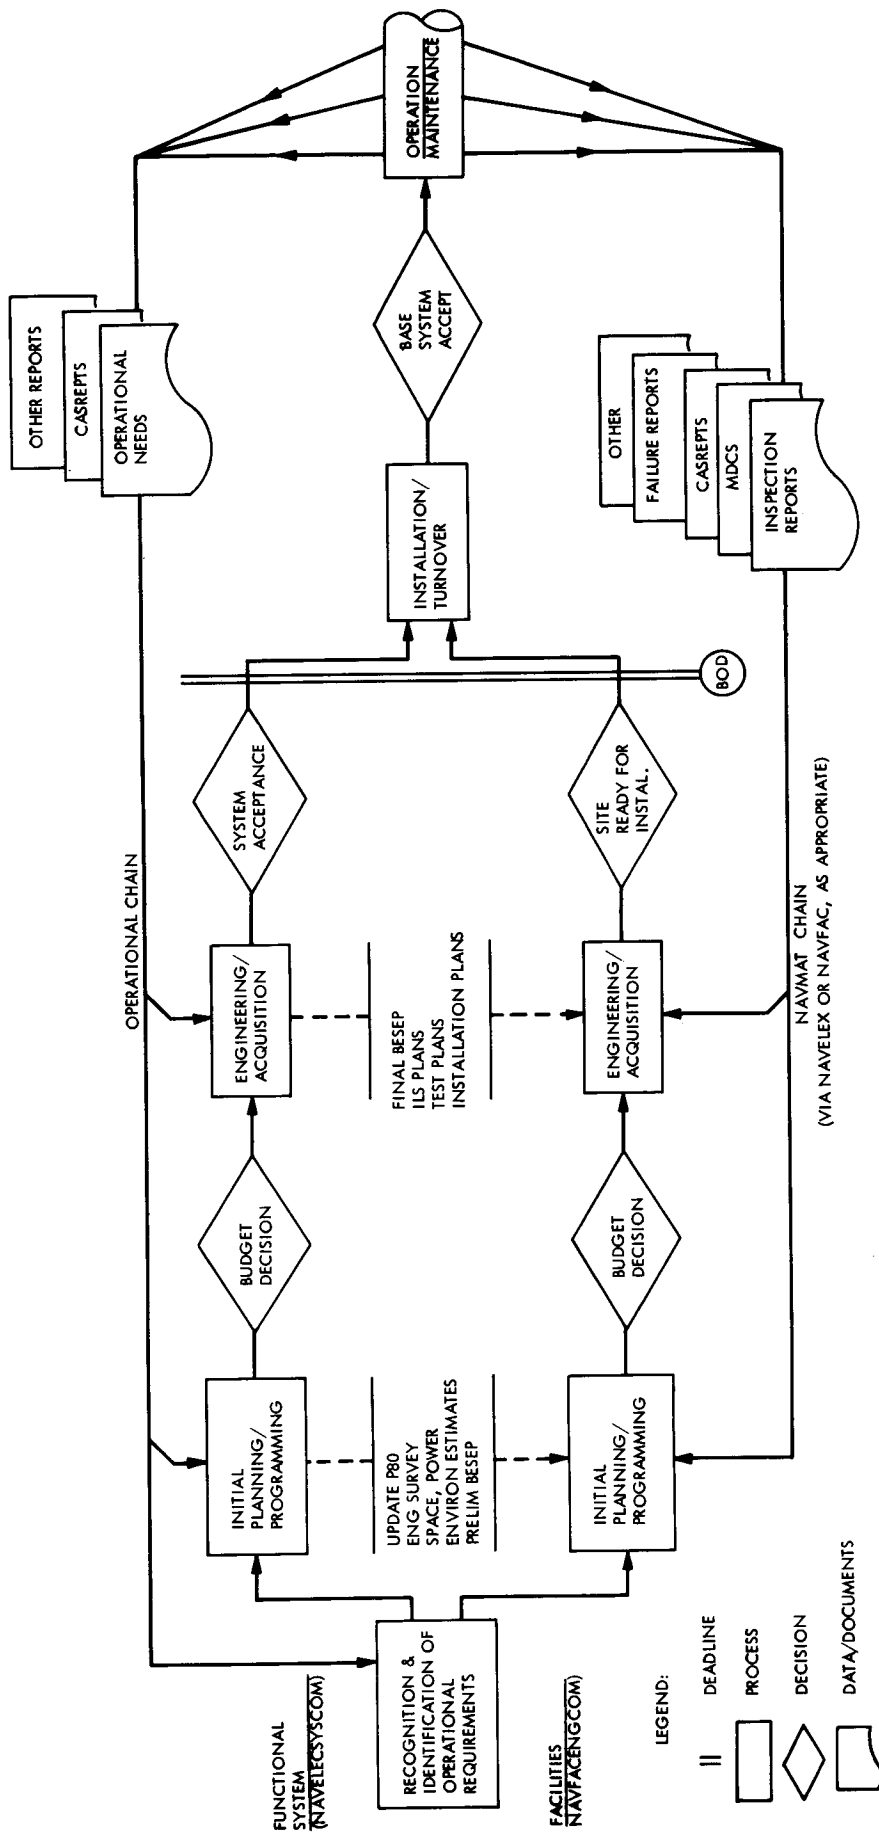 OTHER REPORTS
CASREPTS
OPERATIONAL
NEEDS
OPERATIONAL CHAIN
FUNCTIONAL
SYSTEM
(NAVELECSYSCOM)
RECOGNITION &
IDENTIFICATION OF
OPERATIONAL
REQUIREMENTS
FACILITIES
NAVFACENGCOM
INITIAL
PLANNING/
PROGRAMMING
BUDGET
DECISION
ENGINEERING/
ACQUISITION
SYSTEM
ACCEPTANCE
UPDATE P80
ENG SURVEY
SPACE, POWER
ENVIRON ESTIMATES
PRELIM BESEP
FINAL BESEP
ILS PLANS
TEST PLANS
INSTALLATION PLANS
INITIAL
PLANNING/
PROGRAMMING
BUDGET
DECISION
ENGINEERING/
ACQUISITION
SITE
READY FOR
INSTAL.
BOD
INSTALLATION/
TURNOVER
BASE
SYSTEM
ACCEPT
OPERATION
MAINTENANCE
OTHER
FAILURE REPORTS
CASREPTS
MDCS
INSPECTION
REPORTS
NAVMAT CHAIN
(VIA NAVELEX OR NAVFAC, AS APPROPRIATE)
LEGEND:
DEADLINE
PROCESS
DECISION
DATA/DOCUMENTS